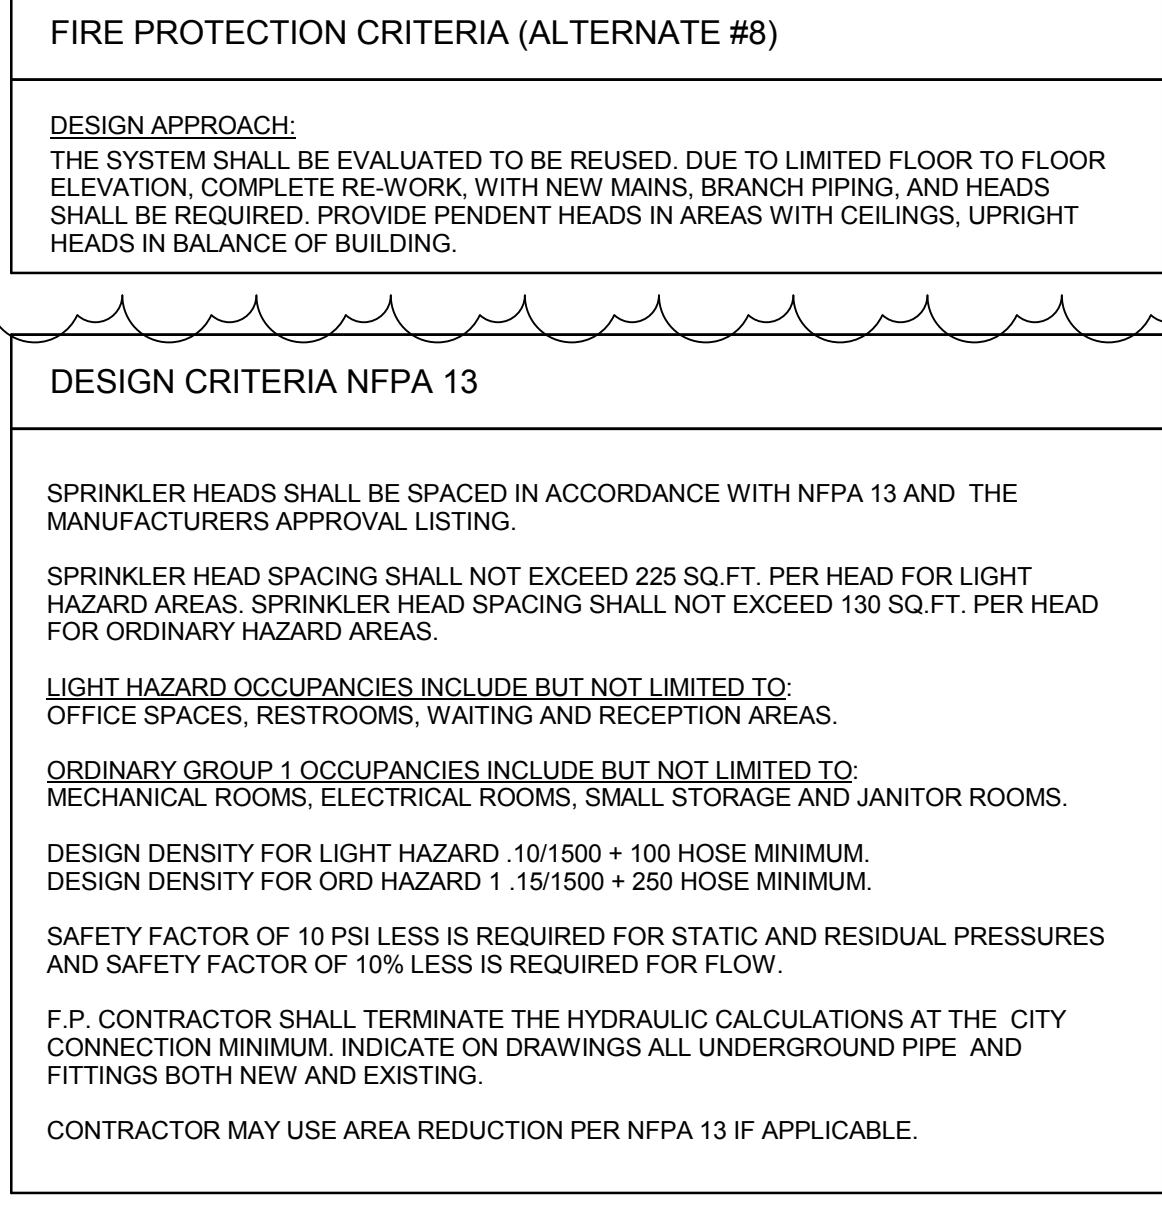 FIRE PROTECTION CRITERIA (ALTERNATE #8)
DESIGN APPROACH:
THE SYSTEM SHALL BE EVALUATED TO BE REUSED. DUE TO LIMITED FLOOR TO FLOOR
ELEVATION, COMPLETE RE-WORK, WITH NEW MAINS, BRANCH PIPING, AND HEADS
SHALL BE REQUIRED. PROVIDE PENDENT HEADS IN AREAS WITH CEILINGS, UPRIGHT
HEADS IN BALANCE OF BUILDING.
DESIGN CRITERIA NFPA 13
SPRINKLER HEADS SHALL BE SPACED IN ACCORDANCE WITH NFPA 13 AND THE
MANUFACTURERS APPROVAL LISTING.
SPRINKLER HEAD SPACING SHALL NOT EXCEED 225 SQ.FT. PER HEAD FOR LIGHT
HAZARD AREAS. SPRINKLER HEAD SPACING SHALL NOT EXCEED 130 SQ.FT. PER HEAD
FOR ORDINARY HAZARD AREAS.
LIGHT HAZARD OCCUPANCIES INCLUDE BUT NOT LIMITED TO:
OFFICE SPACES, RESTROOMS, WAITING AND RECEPTION AREAS.
ORDINARY GROUP 1 OCCUPANCIES INCLUDE BUT NOT LIMITED TO:
MECHANICAL ROOMS, ELECTRICAL ROOMS, SMALL STORAGE AND JANITOR ROOMS.
DESIGN DENSITY FOR LIGHT HAZARD .10/1500 + 100 HOSE MINIMUM.
DESIGN DENSITY FOR ORD HAZARD 1 .15/1500 + 250 HOSE MINIMUM.
SAFETY FACTOR OF 10 PSI LESS IS REQUIRED FOR STATIC AND RESIDUAL PRESSURES
AND SAFETY FACTOR OF 10% LESS IS REQUIRED FOR FLOW.
F.P. CONTRACTOR SHALL TERMINATE THE HYDRAULIC CALCULATIONS AT THE CITY
CONNECTION MINIMUM. INDICATE ON DRAWINGS ALL UNDERGROUND PIPE AND
FITTINGS BOTH NEW AND EXISTING.
CONTRACTOR MAY USE AREA REDUCTION PER NFPA 13 IF APPLICABLE.